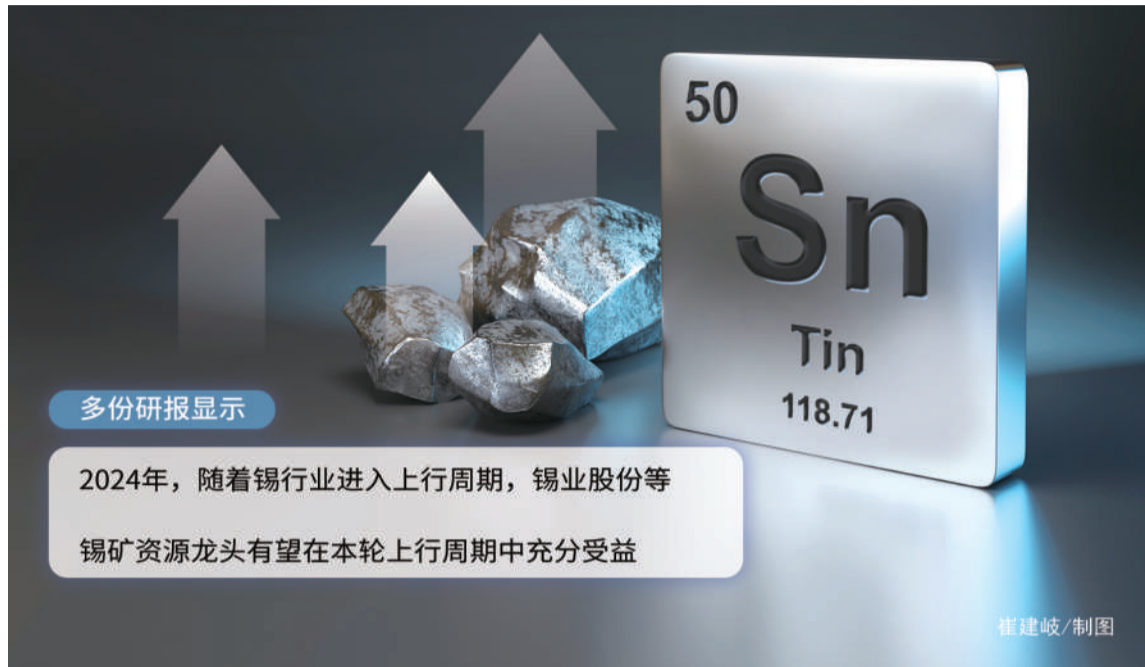 50
Sn
Tin
118.71
多份研报显示
2024年，随着锡行业进入上行周期，锡业股份等
锡矿资源龙头有望在本轮上行周期中充分受益
崔建岐/制图